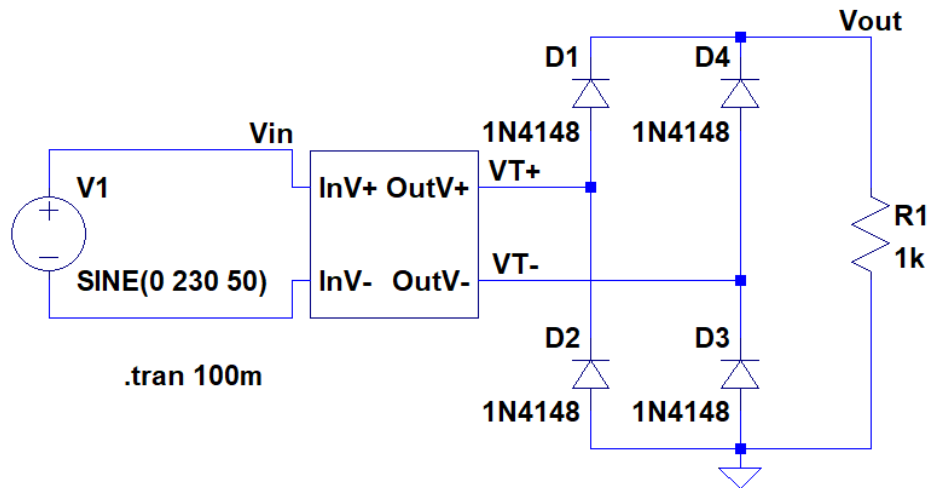 Vout
D1
D4
1N4148
1N4148
Vin
VT+
V1
InV+ OutV+
R1
1k
VT-
SINE(0 230 50)
InV- OutV-
D2
D3
.tran 100m
1N4148
1N4148